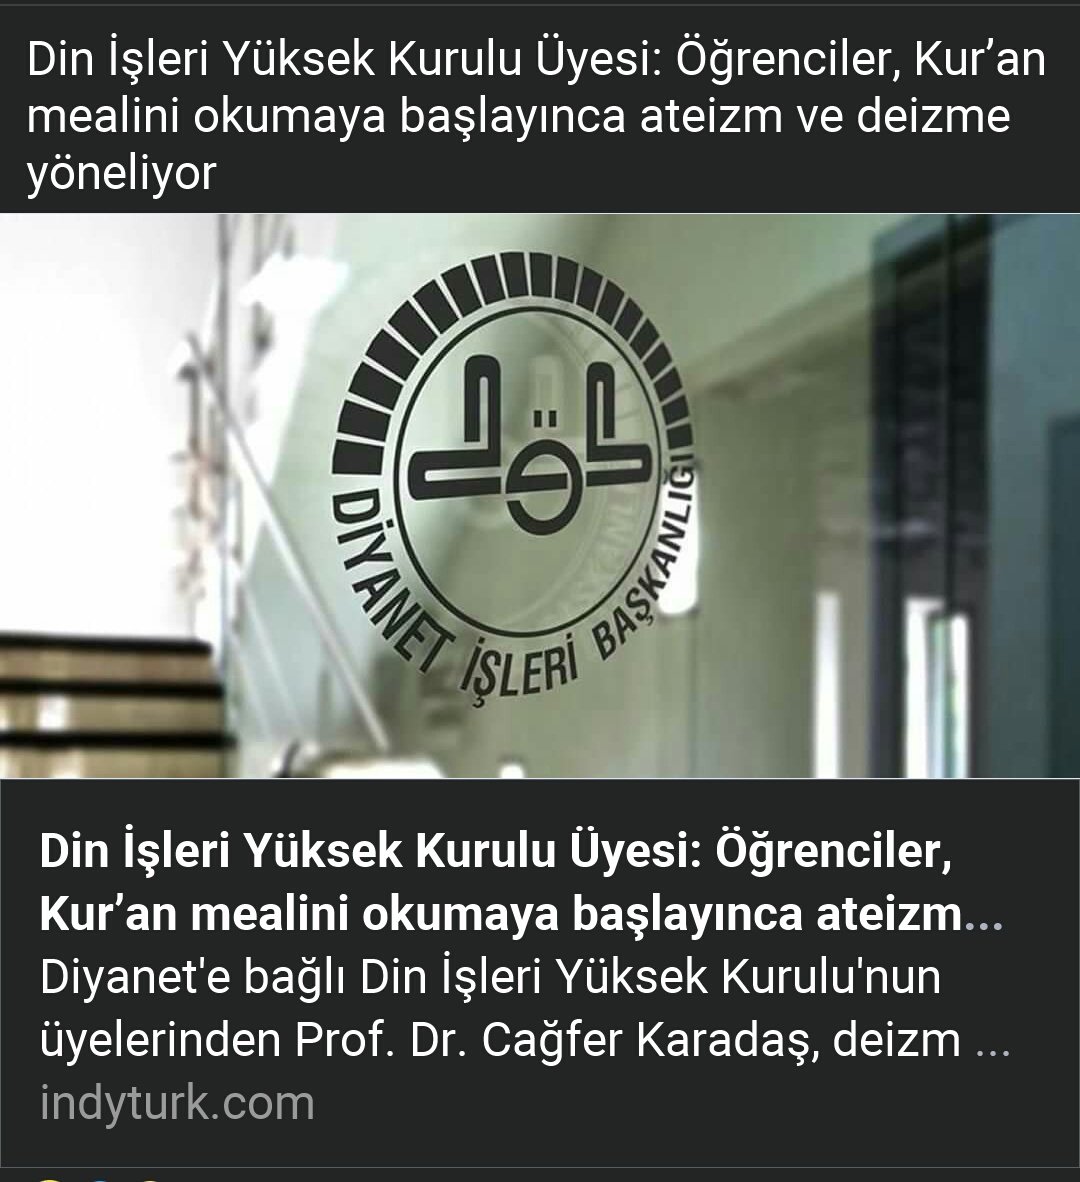 Din İşleri Yüksek Kurulu Üyesi: Öğrenciler, Kur’an
mealini okumaya başlayınca ateizm ve deizme
yöneliyor
DİYANET İŞLERİ BAŞKANLIĞI
Din İşleri Yüksek Kurulu Üyesi: Öğrenciler,
Kur’an mealini okumaya başlayınca ateizm...
Diyanet'e bağlı Din İşleri Yüksek Kurulu'nun
üyelerinden Prof. Dr. Cağfer Karadaş, deizm ...
indyturk.com